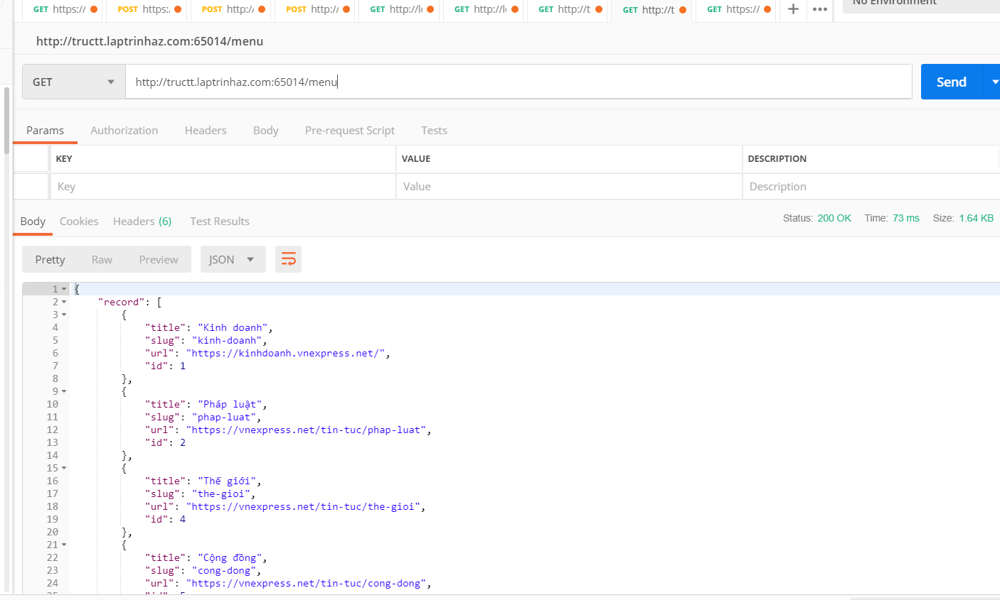 GET https:// POST https: POST http:/ POST http:/ GET http://l GET http://l GET http://t GET http://t GET https:// + ••• No Environment
http://tructt.laptrinhaz.com:65014/menu
GET http://tructt.laptrinhaz.com:65014/menu Send
Params Authorization Headers Body Pre-request Script Tests
KEY VALUE DESCRIPTION
Key Value Description
Body Cookies Headers (6) Test Results Status: 200 OK Time: 73 ms Size: 1.64 KB
Pretty Raw Preview JSON
1 {
2 "record": [
3 {
4 "title": "Kinh doanh",
5 "slug": "kinh-doanh",
6 "url": "https://kinhdoanh.vnexpress.net/",
7 "id": 1
8 },
9 {
10 "title": "Pháp luật",
11 "slug": "phap-luat",
12 "url": "https://vnexpress.net/tin-tuc/phap-luat",
13 "id": 2
14 },
15 {
16 "title": "Thế giới",
17 "slug": "the-gioi",
18 "url": "https://vnexpress.net/tin-tuc/the-gioi",
19 "id": 4
20 },
21 {
22 "title": "Cộng đồng",
23 "slug": "cong-dong",
24 "url": "https://vnexpress.net/tin-tuc/cong-dong",